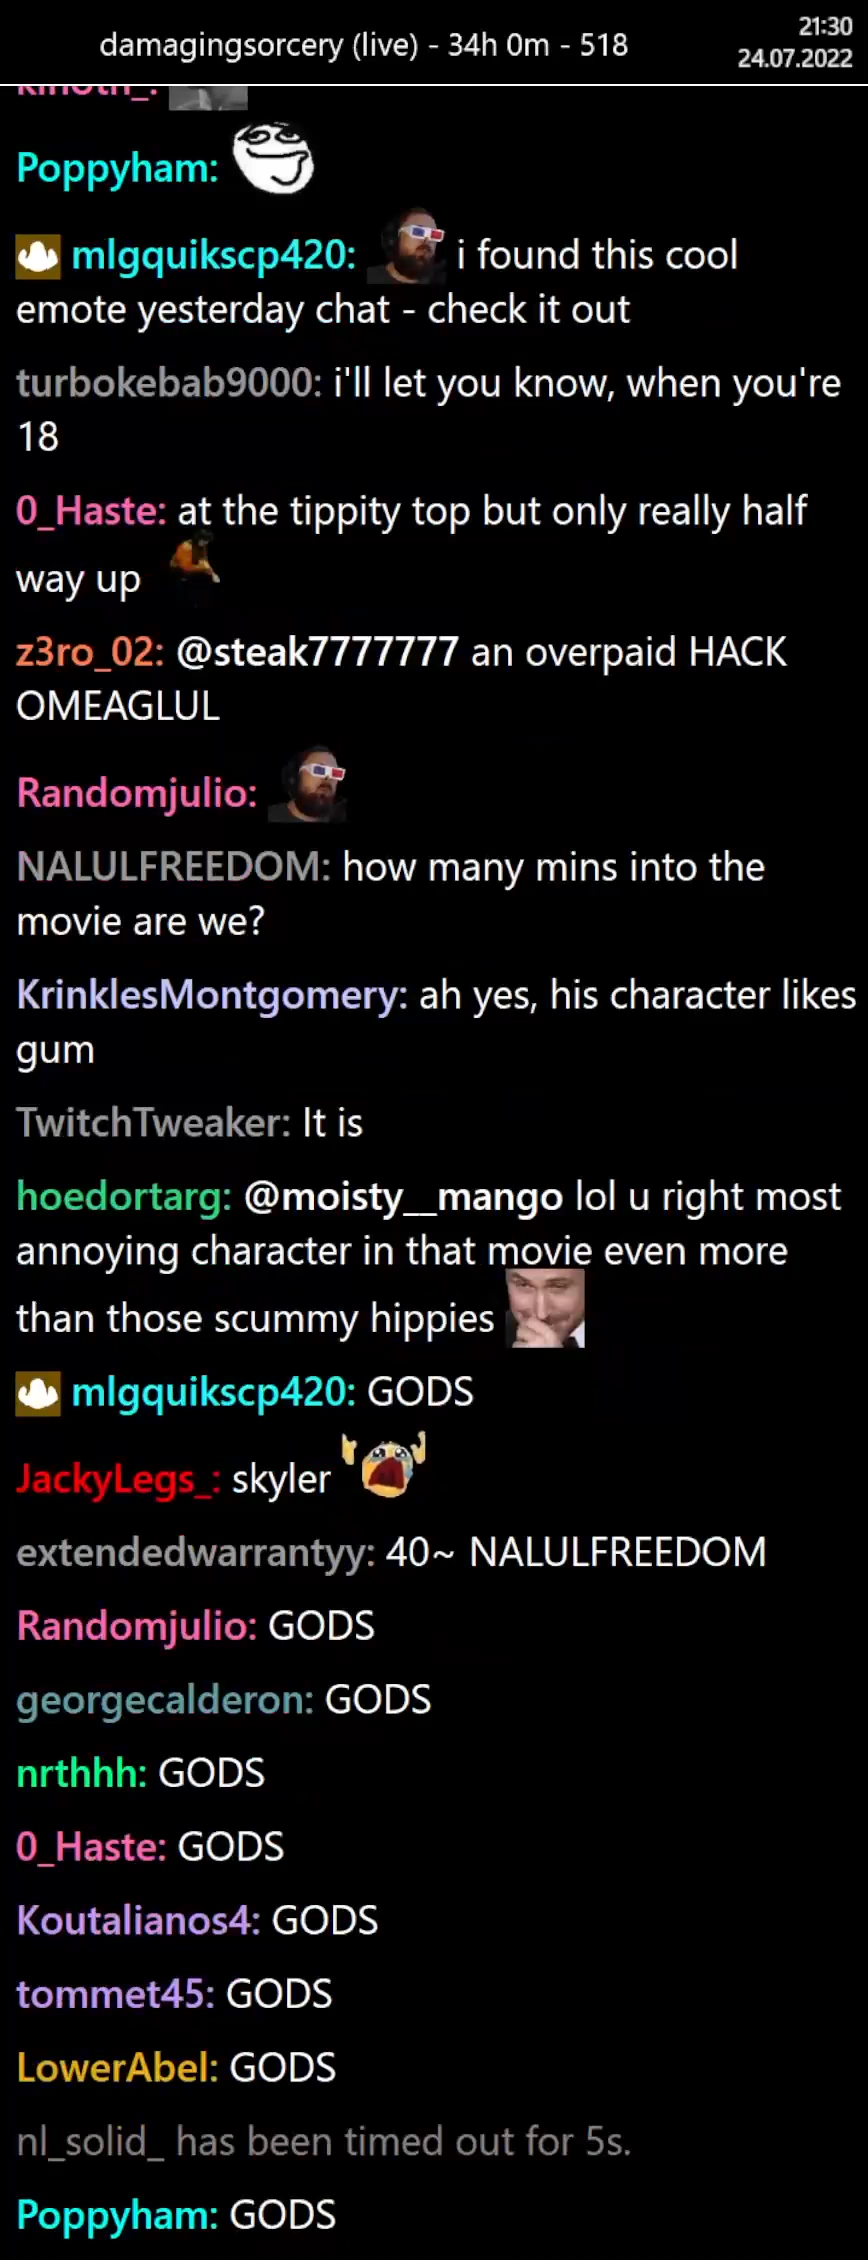 damagingsorcery (live) - 34h 0m - 518
21:30
24.07.2022
Poppyham:
mlgquikscp420: i found this cool
emote yesterday chat - check it out
turbokebab9000: i'll let you know, when you're
18
0_Haste: at the tippity top but only really half
way up
z3ro_02: @steak7777777 an overpaid HACK
OMEAGLUL
Randomjulio:
NALULFREEDOM: how many mins into the
movie are we?
KrinklesMontgomery: ah yes, his character likes
gum
TwitchTweaker: It is
hoedortarg: @moisty__mango lol u right most
annoying character in that movie even more
than those scummy hippies
mlgquikscp420: GODS
JackyLegs_: skyler
extendedwarrantyy: 40~ NALULFREEDOM
Randomjulio: GODS
georgecalderon: GODS
nrthhh: GODS
0_Haste: GODS
Koutalianos4: GODS
tommet45: GODS
LowerAbel: GODS
nl_solid_ has been timed out for 5s.
Poppyham: GODS